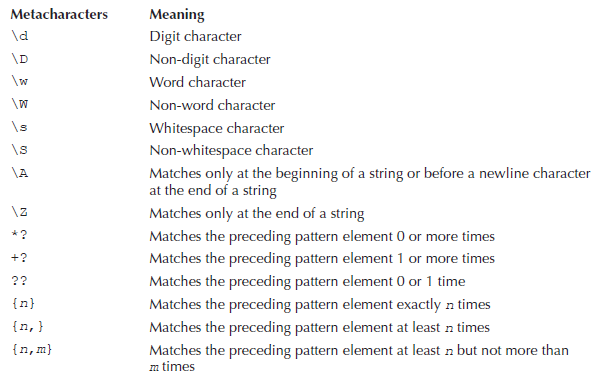 Metacharacters Meaning
\d Digit character
\D Non-digit character
\w Word character
\W Non-word character
\s Whitespace character
\S Non-whitespace character
\A Matches only at the beginning of a string or before a newline character
at the end of a string
\Z Matches only at the end of a string
*? Matches the preceding pattern element 0 or more times
+? Matches the preceding pattern element 1 or more times
?? Matches the preceding pattern element 0 or 1 time
{n} Matches the preceding pattern element exactly n times
{n,} Matches the preceding pattern element at least n times
{n,m} Matches the preceding pattern element at least n but not more than
m times